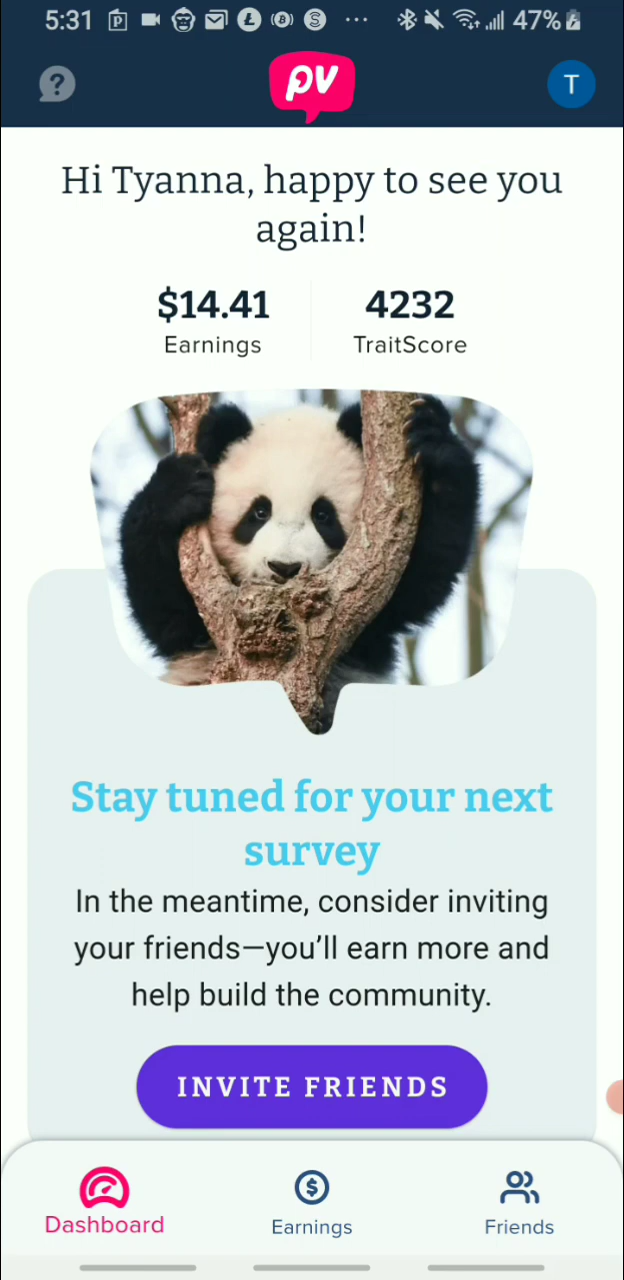 5:31 47%
pv
T
Hi Tyanna, happy to see you
again!
$14.41 4232
Earnings TraitScore
Stay tuned for your next
survey
In the meantime, consider inviting
your friends—you’ll earn more and
help build the community.
INVITE FRIENDS
Dashboard Earnings Friends